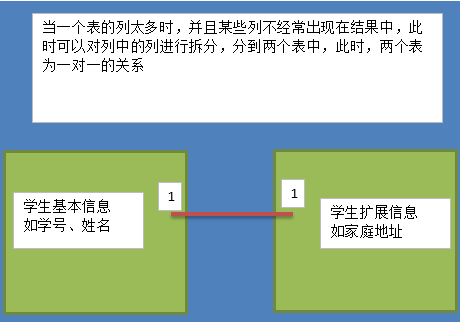 当一个表的列太多时，并且某些列不经常出现在结果中，此
时可以对列中的列进行拆分，分到两个表中，此时，两个表
为一对一的关系
1
1
学生基本信息
如学号、姓名
学生扩展信息
如家庭地址